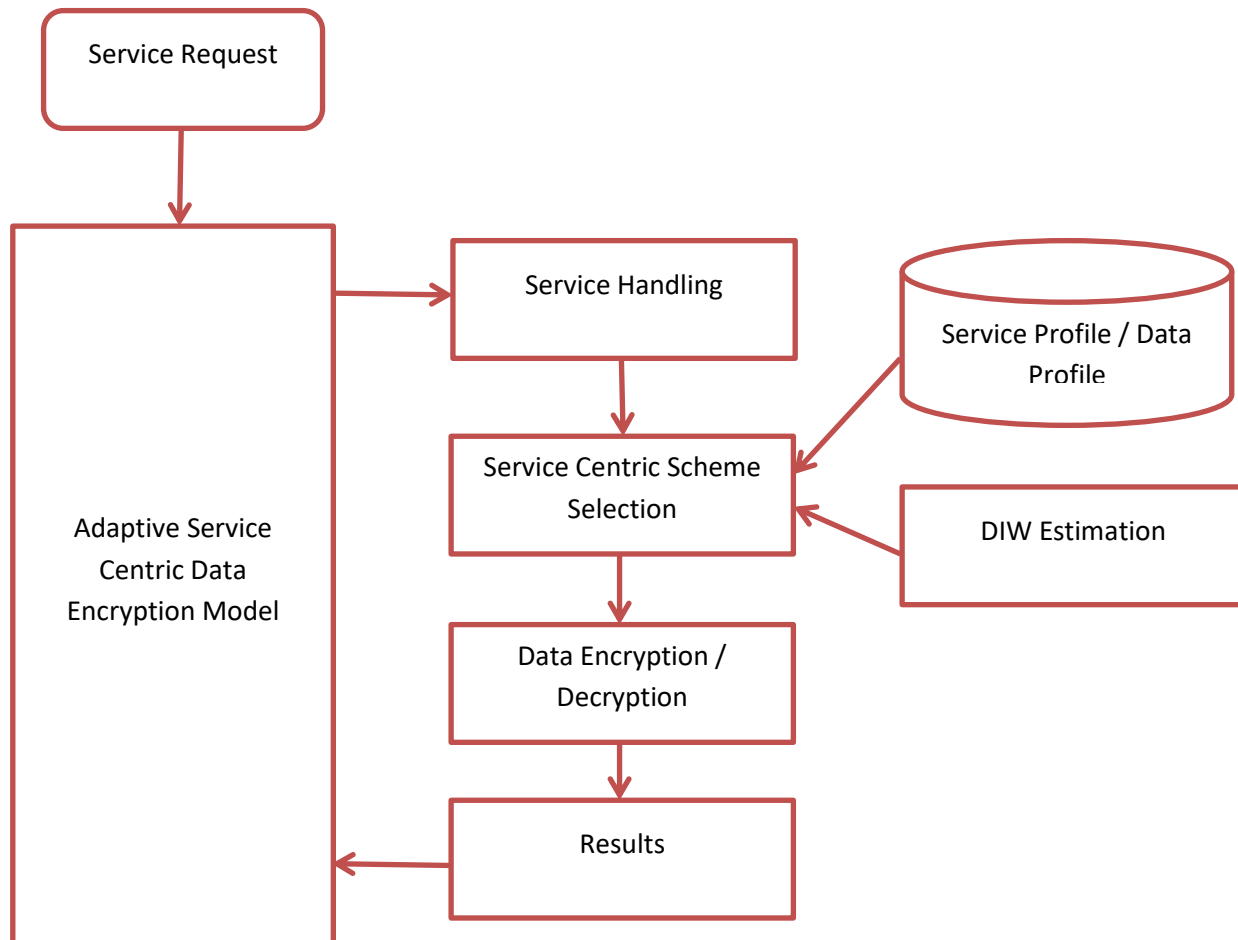 Service Request
Service Handling
Service Profile / Data
Profile
Service Centric Scheme
Selection
DIW Estimation
Adaptive Service
Centric Data
Encryption Model
Data Encryption /
Decryption
Results